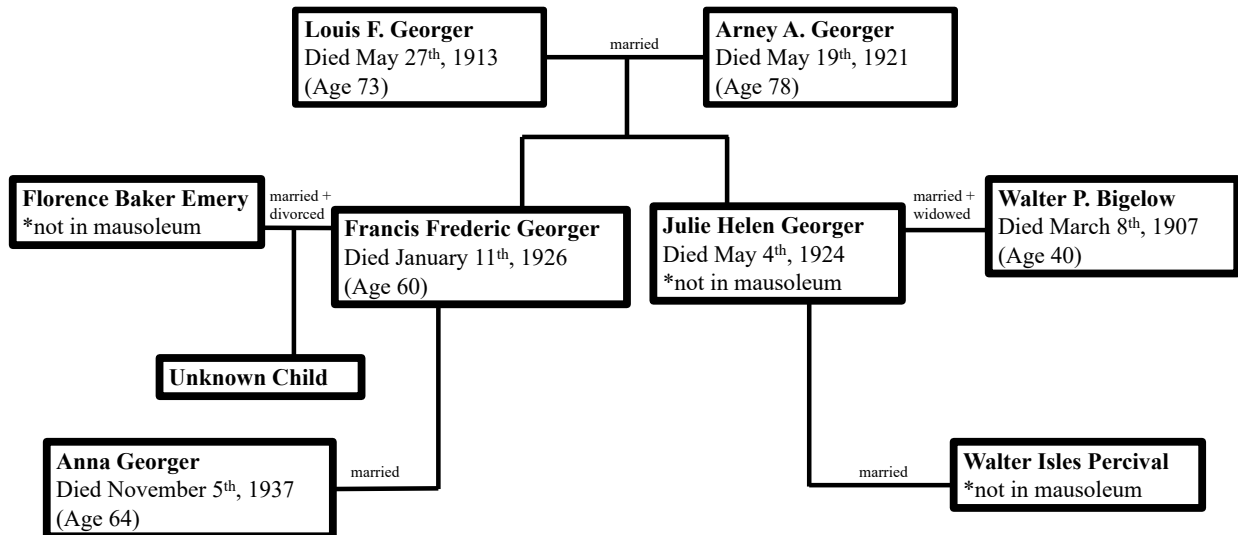 Louis F. Georger
Died May 27th, 1913
(Age 73)
married
Arney A. Georger
Died May 19th, 1921
(Age 78)
Florence Baker Emery
*not in mausoleum
married +
divorced
Francis Frederic Georger
Died January 11th, 1926
(Age 60)
Julie Helen Georger
Died May 4th, 1924
*not in mausoleum
married +
widowed
Walter P. Bigelow
Died March 8th, 1907
(Age 40)
Unknown Child
Anna Georger
Died November 5th, 1937
(Age 64)
married
married
Walter Isles Percival
*not in mausoleum